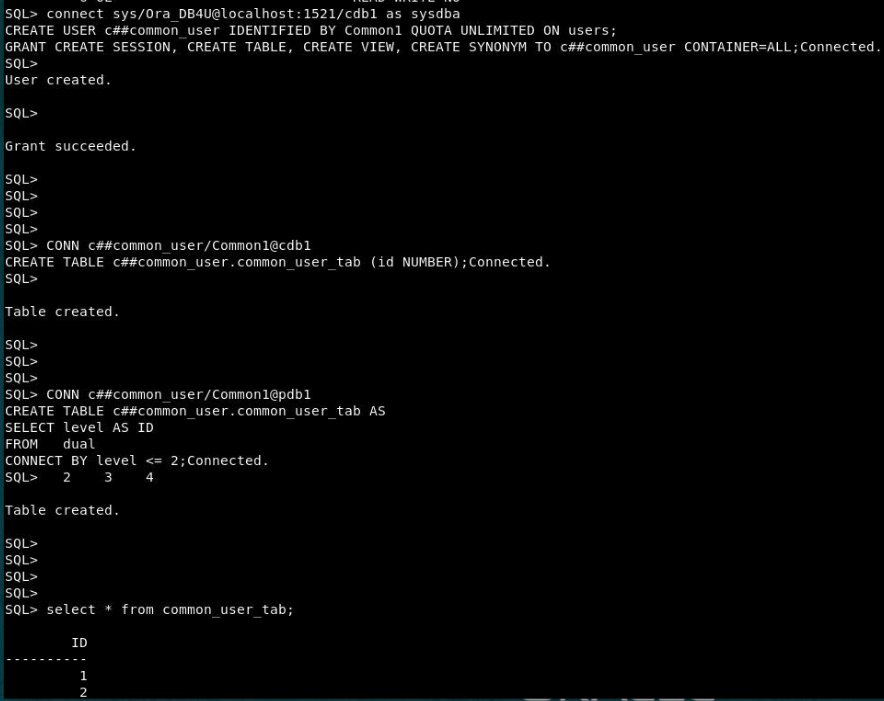 SQL> connect sys/Ora_DB4U@localhost:1521/cdb1 as sysdba
CREATE USER c##common_user IDENTIFIED BY Common1 QUOTA UNLIMITED ON users;
GRANT CREATE SESSION, CREATE TABLE, CREATE VIEW, CREATE SYNONYM TO c##common_user CONTAINER=ALL;Connected.
SQL>
User created.
SQL>
Grant succeeded.
SQL>
SQL>
SQL>
SQL>
SQL> CONN c##common_user/Common1@cdb1
CREATE TABLE c##common_user.common_user_tab (id NUMBER);Connected.
SQL>
Table created.
SQL>
SQL>
SQL>
SQL> CONN c##common_user/Common1@pdb1
CREATE TABLE c##common_user.common_user_tab AS
SELECT level AS ID
FROM   dual
CONNECT BY level <= 2;Connected.
SQL>   2    3    4
Table created.
SQL>
SQL>
SQL>
SQL>
SQL> select * from common_user_tab;
        ID
----------
         1
         2